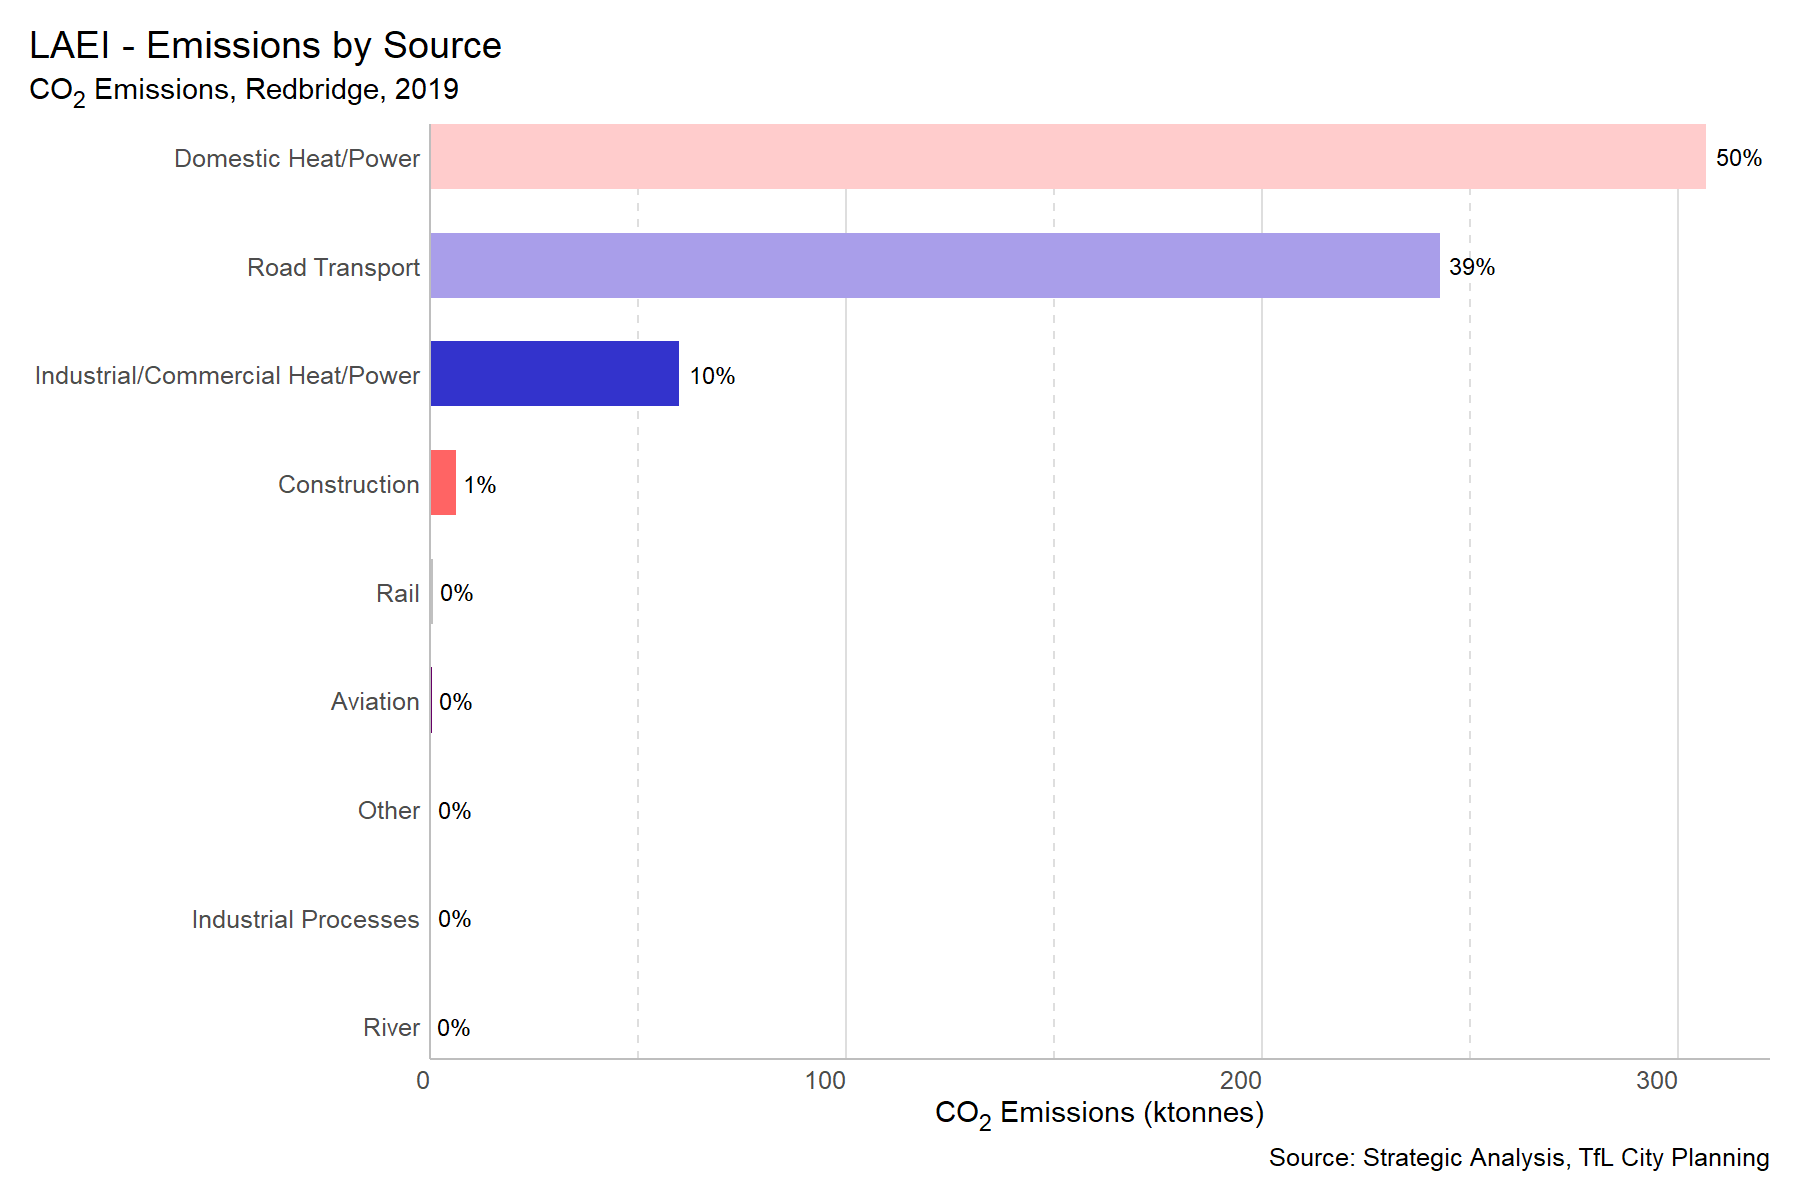 LAEI - Emissions by Source
CO₂ Emissions, Redbridge, 2019
Domestic Heat/Power 50%
Road Transport 39%
Industrial/Commercial Heat/Power 10%
Construction 1%
Rail 0%
Aviation 0%
Other 0%
Industrial Processes 0%
River 0%
0 100 200 300
CO₂ Emissions (ktonnes)
Source: Strategic Analysis, TfL City Planning